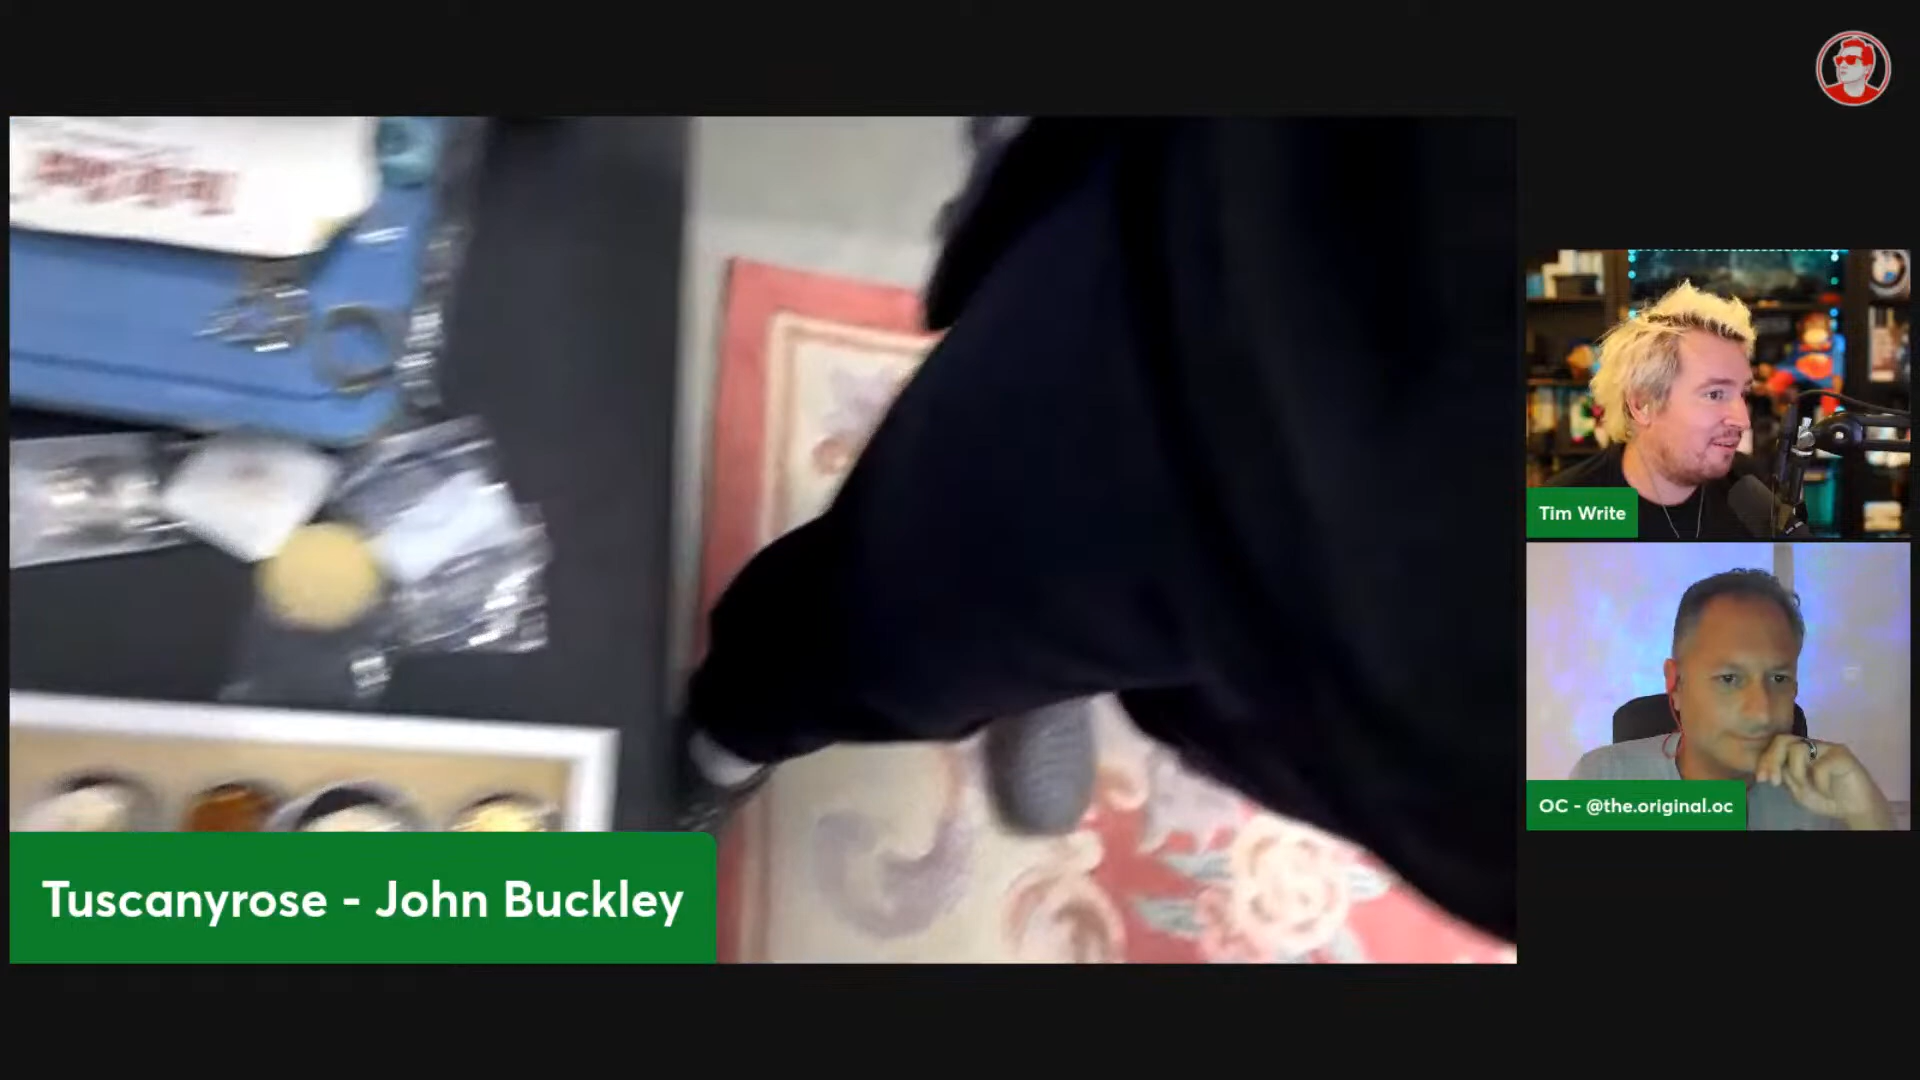 Tim Write
OC - @the.original.oc
Tuscanyrose - John Buckley